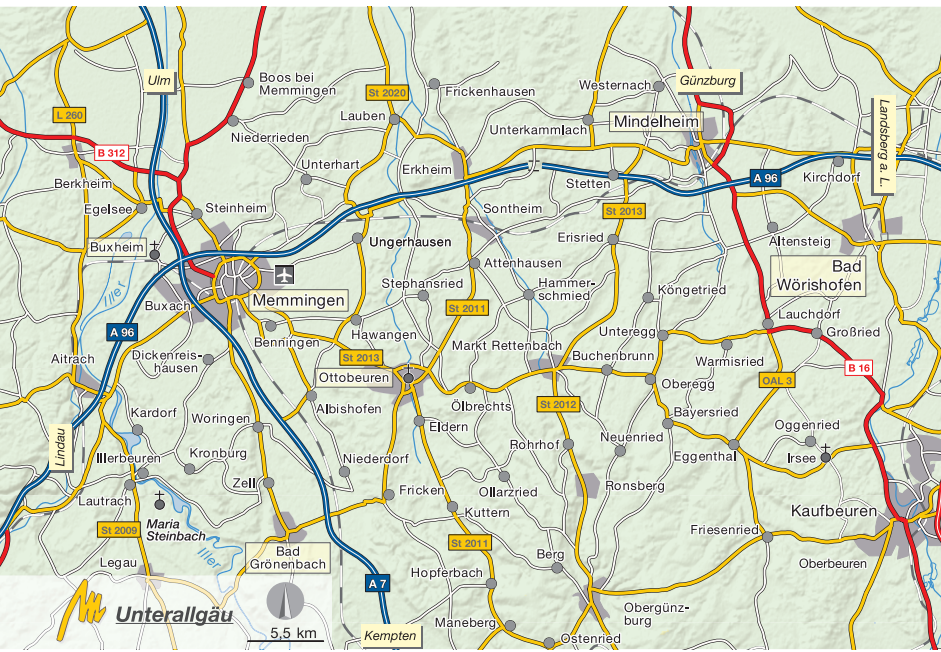 Ulm
Günzburg
Boos bei
Memmingen
St 2020
Frickenhausen
Westernach
L 260
Lauben
Unterkammlach
Mindelheim
Landsberg a. L.
Niederrieden
B 312
Unterhart
Erkheim
Berkheim
Stetten
A 96
Kirchdorf
Egelsee
Steinheim
Sontheim
St 2013
Buxheim
Ungerhausen
Erisried
Altensteig
Attenhausen
Stephansried
Hammer-
schmied
Bad
Wörishofen
Iller
Köngetried
Buxach
Memmingen
St 2011
Lauchdorf
A 96
Benningen
Hawangen
Markt Rettenbach
Unteregg
Großried
Aitrach
Dickenreis-
hausen
St 2013
Buchenbrunn
Warmisried
B 16
Ottobeuren
Oberegg
OAL 3
Albishofen
Ölbrechts
St 2012
Kardorf
Woringen
Eldern
Bayersried
Oggenried
Lindau
Rohrhof
Neuenried
Illerbeuren
Kronburg
Niederdorf
Eggenthal
Irsee
Zell
Fricken
Ollarzried
Ronsberg
Lautrach
Maria
Steinbach
Kuttern
Kaufbeuren
St 2009
Iller
St 2011
Friesenried
Legau
Bad
Grönenbach
Berg
Oberbeuren
A 7
Hopferbach
Unterallgäu
Obergünz-
burg
5,5 km
Kempten
Maneberg
Ostenried